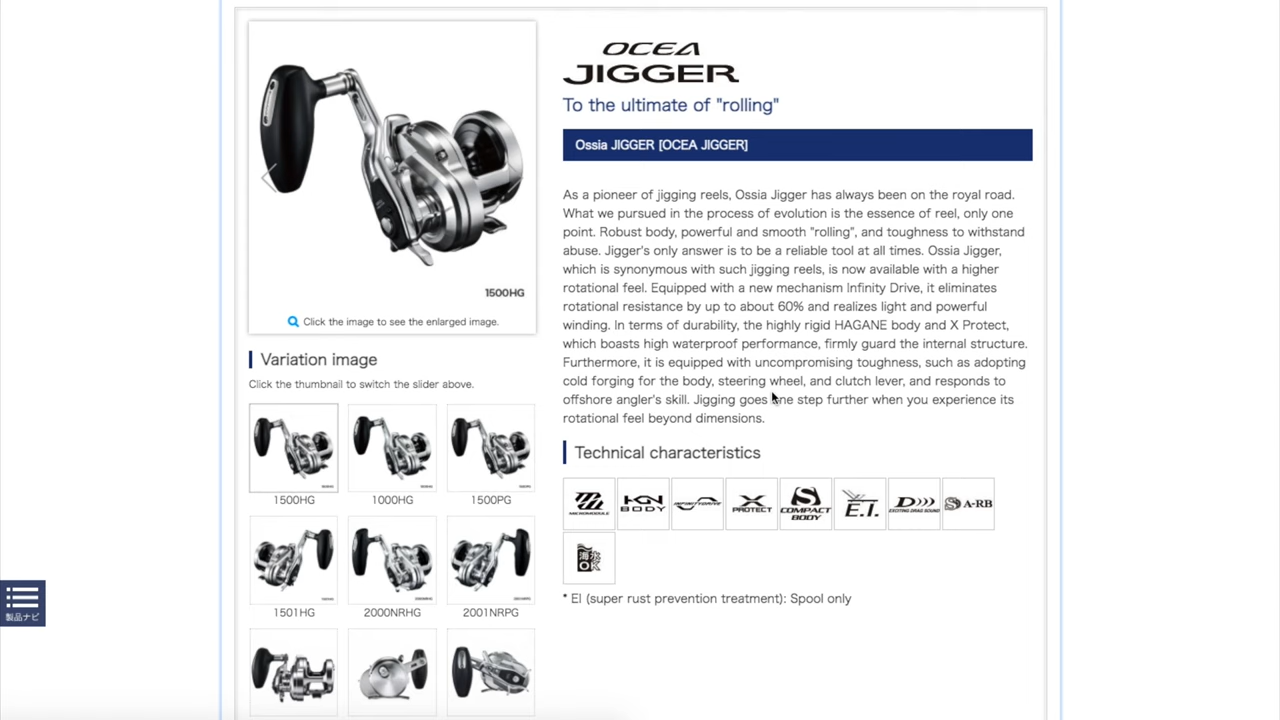 1500HG
Click the image to see the enlarged image.
Variation image
Click the thumbnail to switch the slider above.
1500HG
1000HG
1500PG
1501HG
2000NRHG
2001NRPG
OCEA
JIGGER
To the ultimate of "rolling"
Ossia JIGGER [OCEA JIGGER]
As a pioneer of jigging reels, Ossia Jigger has always been on the royal road.
What we pursued in the process of evolution is the essence of reel, only one
point. Robust body, powerful and smooth "rolling", and toughness to withstand
abuse. Jigger's only answer is to be a reliable tool at all times. Ossia Jigger,
which is synonymous with such jigging reels, is now available with a higher
rotational feel. Equipped with a new mechanism Infinity Drive, it eliminates
rotational resistance by up to about 60% and realizes light and powerful
winding. In terms of durability, the highly rigid HAGANE body and X Protect,
which boasts high waterproof performance, firmly guard the internal structure.
Furthermore, it is equipped with uncompromising toughness, such as adopting
cold forging for the body, steering wheel, and clutch lever, and responds to
offshore angler's skill. Jigging goes one step further when you experience its
rotational feel beyond dimensions.
Technical characteristics
MICROMODULE
HGN BODY
INFINITYDRIVE
X PROTECT
S COMPACT BODY
E.I.
D EXCITING DRAG SOUND
S A-RB
海水OK
* EI (super rust prevention treatment): Spool only
製品ナビ